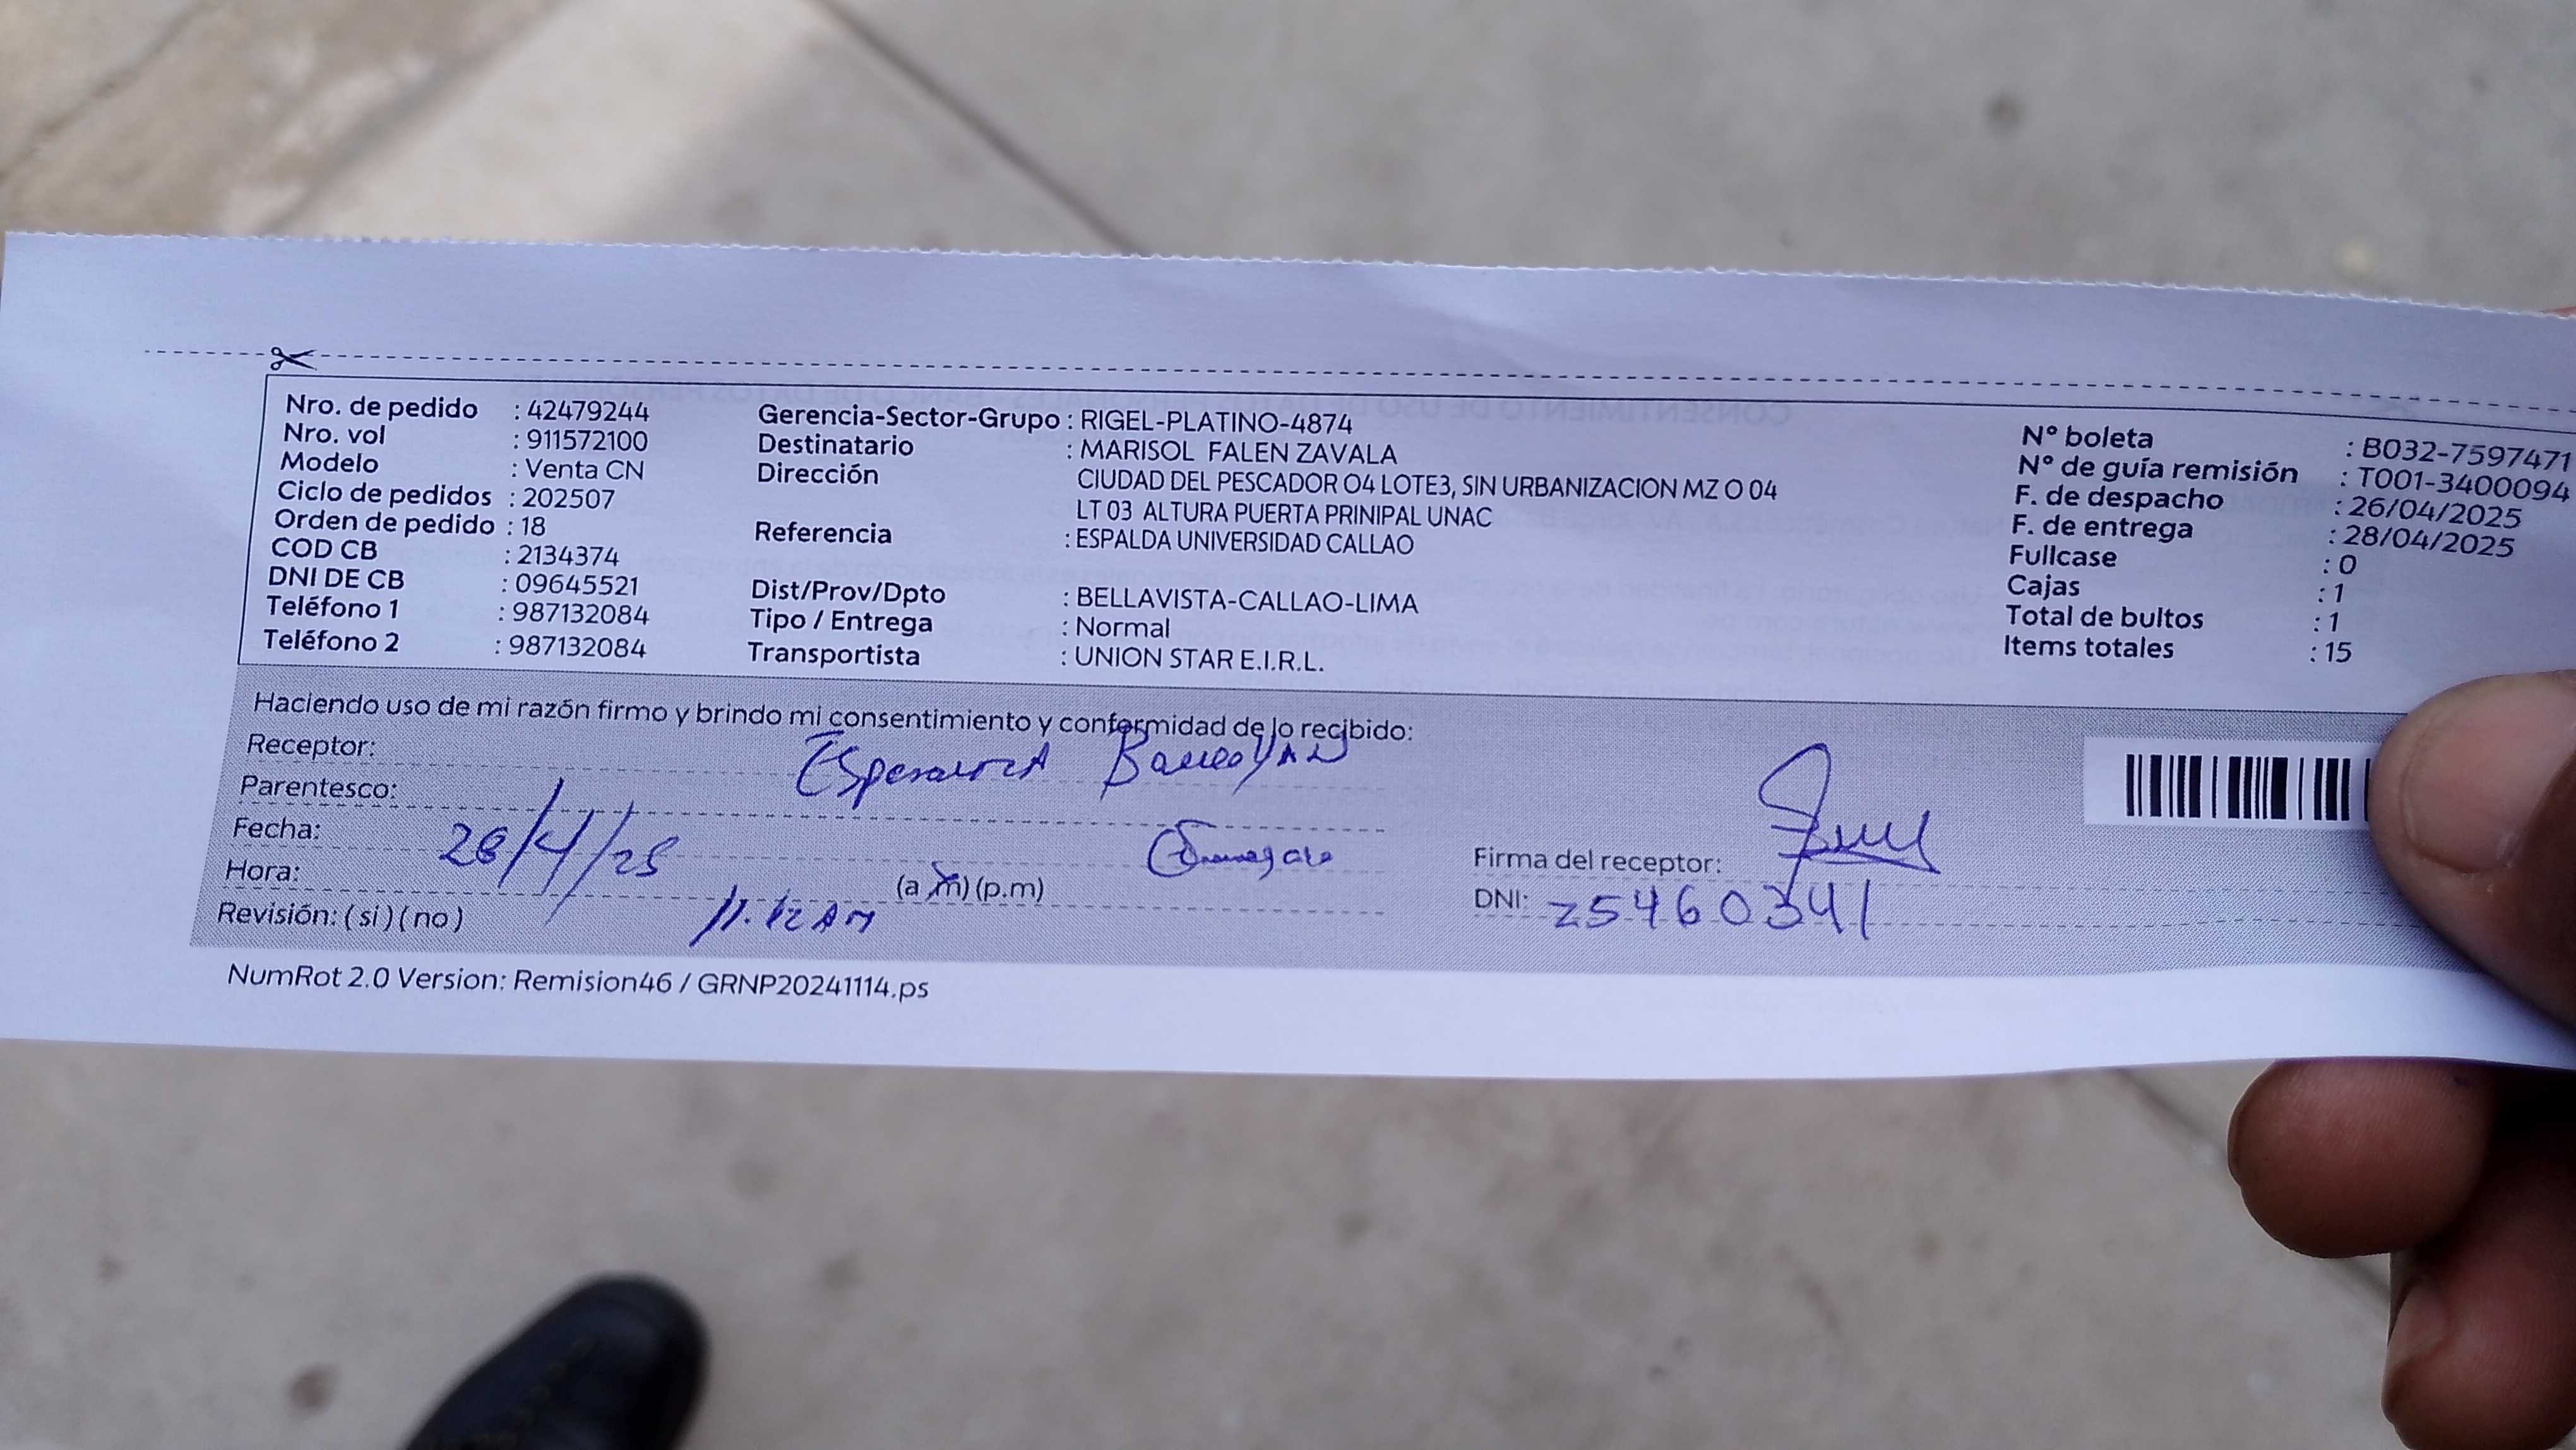 Nro. de pedido : 42479244
Nro. vol : 911572100
Modelo : Venta CN
Ciclo de pedidos : 202507
Orden de pedido : 18
COD CB : 2134374
DNI DE CB : 09645521
Teléfono 1 : 987132084
Teléfono 2 : 987132084
Gerencia-Sector-Grupo : RIGEL-PLATINO-4874
Destinatario : MARISOL FALEN ZAVALA
Dirección CIUDAD DEL PESCADOR O4 LOTE3, SIN URBANIZACION MZ O 04
LT 03 ALTURA PUERTA PRINIPAL UNAC
Referencia : ESPALDA UNIVERSIDAD CALLAO
Dist/Prov/Dpto : BELLAVISTA-CALLAO-LIMA
Tipo / Entrega : Normal
Transportista : UNION STAR E.I.R.L.
N° boleta : B032-7597471
N° de guía remisión : T001-3400094
F. de despacho : 26/04/2025
F. de entrega : 28/04/2025
Fullcase : 0
Cajas : 1
Total de bultos : 1
Items totales : 15
Haciendo uso de mi razón firmo y brindo mi consentimiento y conformidad de lo recibido:
Receptor: Esperanza
Parentesco:
Fecha: 28/4/25
Hora: 11:12 AM (a.m) (p.m)
Revisión: ( si ) ( no )
Firma del receptor:
DNI: 25460341
NumRot 2.0 Version: Remision46 / GRNP20241114.ps